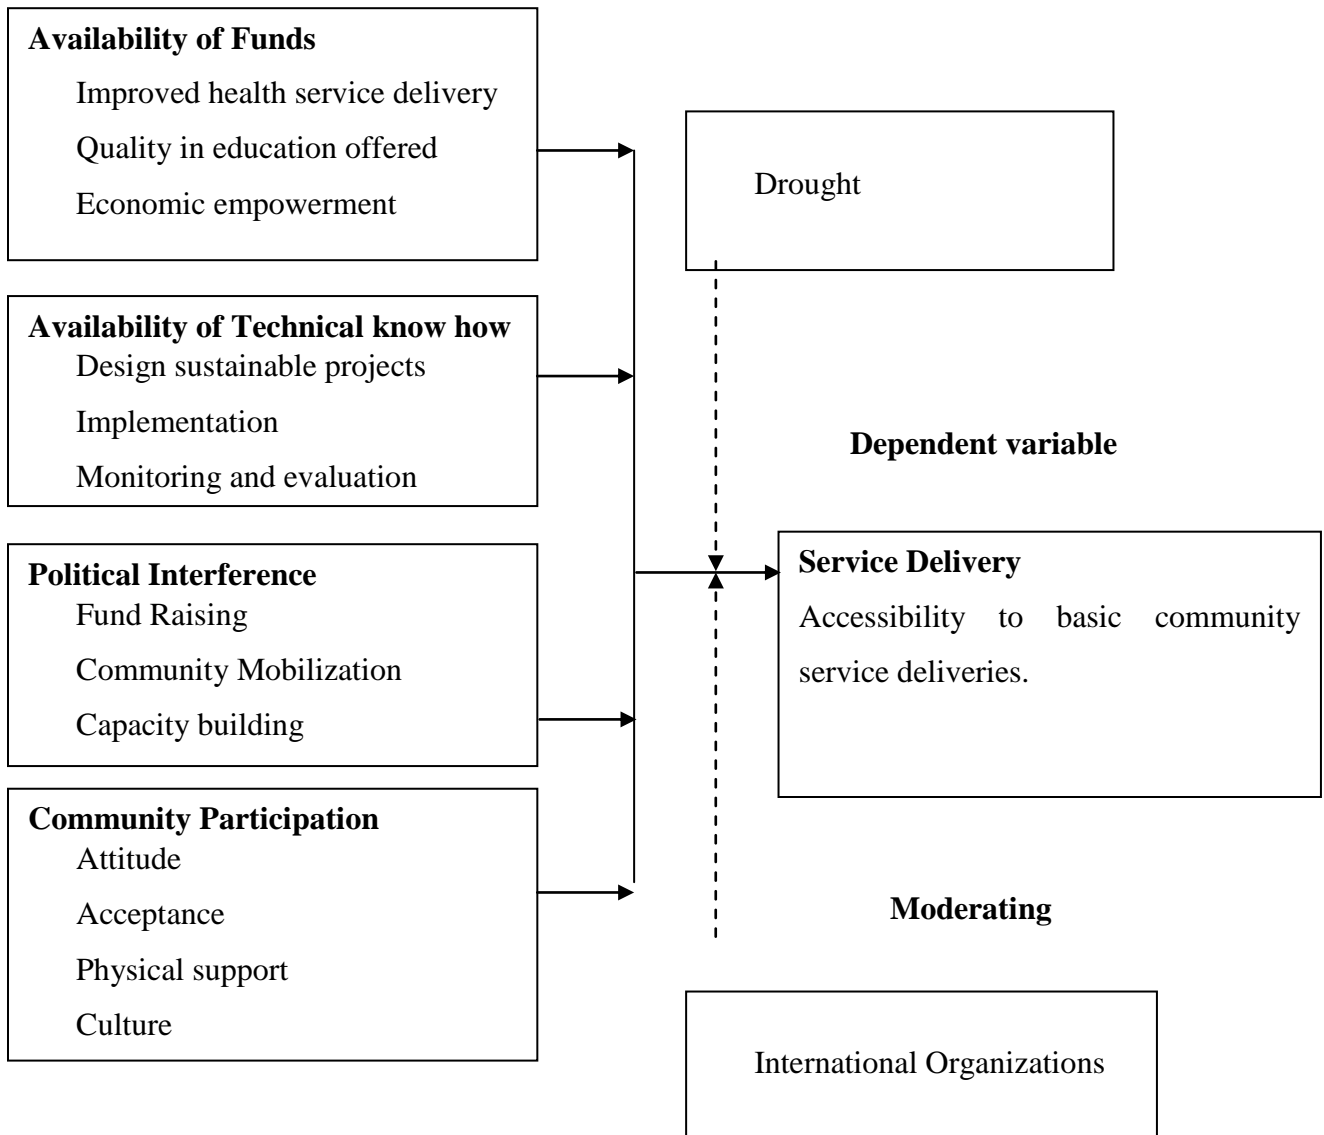 Availability of Funds
Improved health service delivery
Quality in education offered
Economic empowerment
Availability of Technical know how
Design sustainable projects
Implementation
Monitoring and evaluation
Political Interference
Fund Raising
Community Mobilization
Capacity building
Community Participation
Attitude
Acceptance
Physical support
Culture
Drought
Dependent variable
Service Delivery
Accessibility to basic community
service deliveries.
Moderating
International Organizations